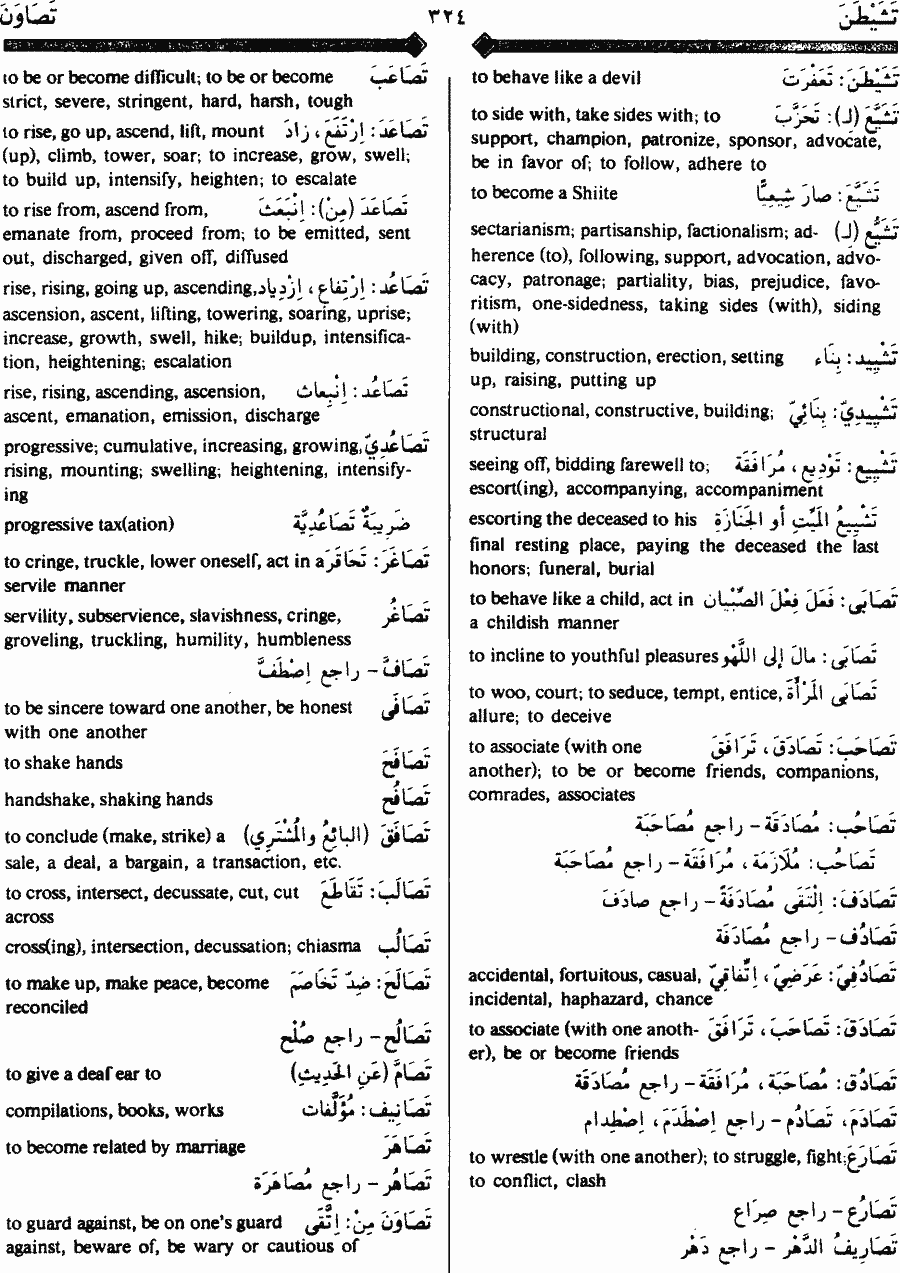 تَشَيْطَنَ ٣٢٤ تَصَاوَنَ
تَشَيْطَنَ: تَعَفْرَتَ to behave like a devil
تَشَيَّعَ (لـ): تَحَزَّبَ to side with, take sides with; to
support, champion, patronize, sponsor, advocate,
be in favor of; to follow, adhere to
تَشَيَّعَ: صارَ شِيعِيًّا to become a Shiite
تَشَيُّع (لـ) sectarianism; partisanship, factionalism; ad-
herence (to), following, support, advocation, advo-
cacy, patronage; partiality, bias, prejudice, favo-
ritism, one-sidedness, taking sides (with), siding
(with)
تَشْيِيد: بِنَاء building, construction, erection, setting
up, raising, putting up
تَشْيِيدِيّ: بِنَائِيّ constructional, constructive, building;
structural
تَشْيِيع: تَوْدِيع، مُرَافَقَة seeing off, bidding farewell to;
escort(ing), accompanying, accompaniment
تَشْيِيعُ المَيِّتِ أو الجَنَازَة escorting the deceased to his
final resting place, paying the deceased the last
honors; funeral, burial
تَصَابَى: فَعَلَ فِعْلَ الصِّبْيَان to behave like a child, act in
a childish manner
تَصَابَى: مالَ إلى اللَّهْو to incline to youthful pleasures
تَصَابَى المَرْأَةَ to woo, court; to seduce, tempt, entice,
allure; to deceive
تَصَاحَبَ: تَصَادَقَ، تَرَافَقَ to associate (with one
another); to be or become friends, companions,
comrades, associates
تَصَاحُب: مُصَادَقة - راجع مُصَاحَبَة
تَصَاحُب: مُلَازَمَة، مُرَافَقَة - راجع مُصَاحَبَة
تَصَادَفَ: اِلْتَقَى مُصَادَفَةً - راجع صادَفَ
تَصَادُف - راجع مُصَادَفَة
تَصَادُفِيّ: عَرَضِيّ، اِتِّفَاقِيّ accidental, fortuitous, casual,
incidental, haphazard, chance
تَصَادَقَ: تَصَاحَبَ، تَرَافَقَ to associate (with one anoth-
er), be or become friends
تَصَادُق: مُصَاحَبَة، مُرَافَقَة - راجع مُصَادَقَة
تَصَادَمَ، تَصَادُم - راجع اِصْطَدَمَ، اِصْطِدام
تَصَارَعَ to wrestle (with one another); to struggle, fight;
to conflict, clash
تَصَارُع - راجع صِرَاع
تَصَارِيفُ الدَّهْر - راجع دَهْر
تَصَاعَبَ to be or become difficult; to be or become
strict, severe, stringent, hard, harsh, tough
تَصَاعَدَ: اِرْتَفَعَ، زادَ to rise, go up, ascend, lift, mount
(up), climb, tower, soar; to increase, grow, swell;
to build up, intensify, heighten; to escalate
تَصَاعَدَ (مِنْ): اِنْبَعَثَ to rise from, ascend from,
emanate from, proceed from; to be emitted, sent
out, discharged, given off, diffused
تَصَاعُد: اِرْتِفاع، اِزْدِياد rise, rising, going up, ascending,
ascension, ascent, lifting, towering, soaring, uprise;
increase, growth, swell, hike; buildup, intensifica-
tion, heightening; escalation
تَصَاعُد: اِنْبِعاث rise, rising, ascending, ascension,
ascent, emanation, emission, discharge
تَصَاعُدِيّ progressive; cumulative, increasing, growing,
rising, mounting; swelling; heightening, intensify-
ing
ضَرِيبَةٌ تَصَاعُدِيَّة progressive tax(ation)
تَصَاغَرَ: تَحَاقَرَ to cringe, truckle, lower oneself, act in a
servile manner
تَصَاغُر servility, subservience, slavishness, cringe,
groveling, truckling, humility, humbleness
تَصَافَّ - راجع اِصْطَفَّ
تَصَافَى to be sincere toward one another, be honest
with one another
تَصَافَحَ to shake hands
تَصَافُح handshake, shaking hands
تَصَافَقَ (البائِعُ والمُشْتَرِي) to conclude (make, strike) a
sale, a deal, a bargain, a transaction, etc.
تَصَالَبَ: تَقَاطَعَ to cross, intersect, decussate, cut, cut
across
تَصَالُب cross(ing), intersection, decussation; chiasma
تَصَالَحَ: ضِدّ تَخَاصَمَ to make up, make peace, become
reconciled
تَصَالُح - راجع صُلْح
تَصَامَّ (عَنِ الحَدِيثِ) to give a deaf ear to
تَصَانِيف: مُؤَلَّفات compilations, books, works
تَصَاهَرَ to become related by marriage
تَصَاهُر - راجع مُصَاهَرَة
تَصَاوَنَ مِنْ: اِتَّقَى to guard against, be on one's guard
against, beware of, be wary or cautious of